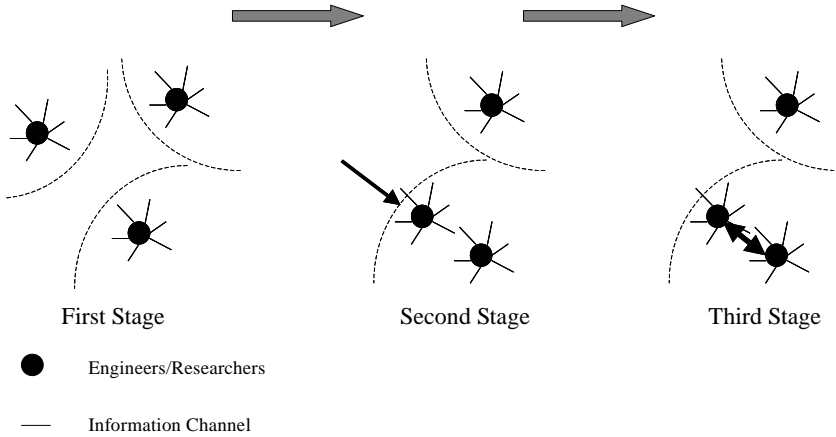 First Stage
Second Stage
Third Stage
Engineers/Researchers
Information Channel